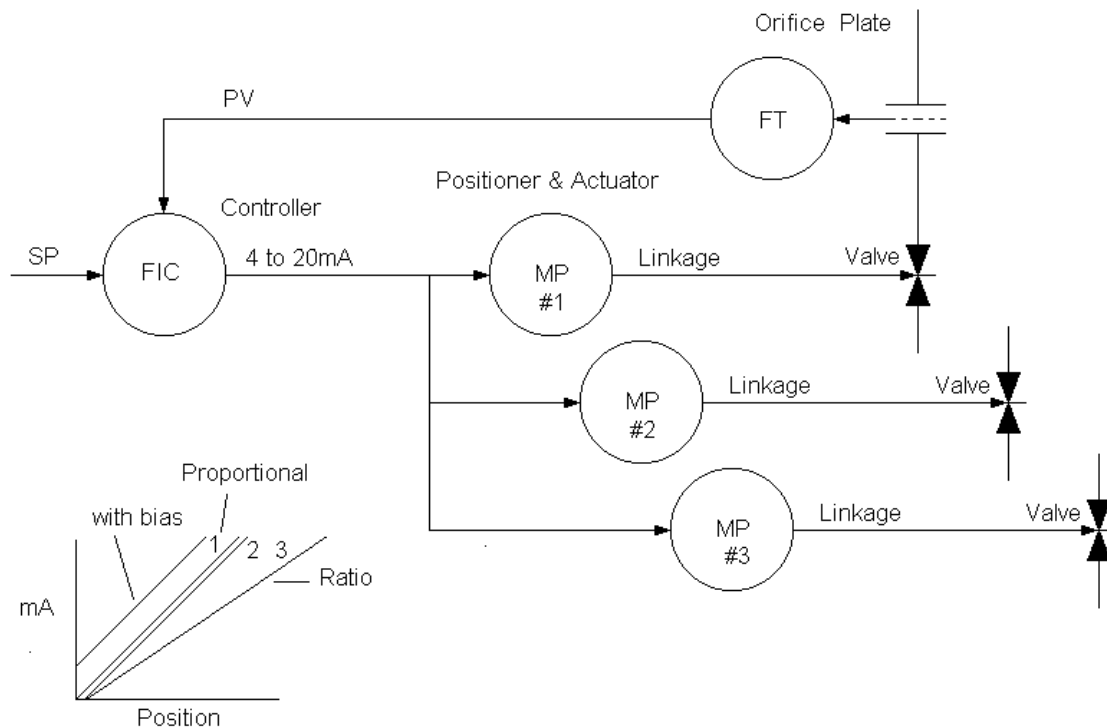 Orifice Plate
PV
FT
Positioner & Actuator
Controller
SP
FIC
4 to 20mA
MP
#1
Linkage
Valve
MP
#2
Linkage
Valve
MP
#3
Linkage
Valve
Proportional
with bias
1
2
3
Ratio
mA
Position